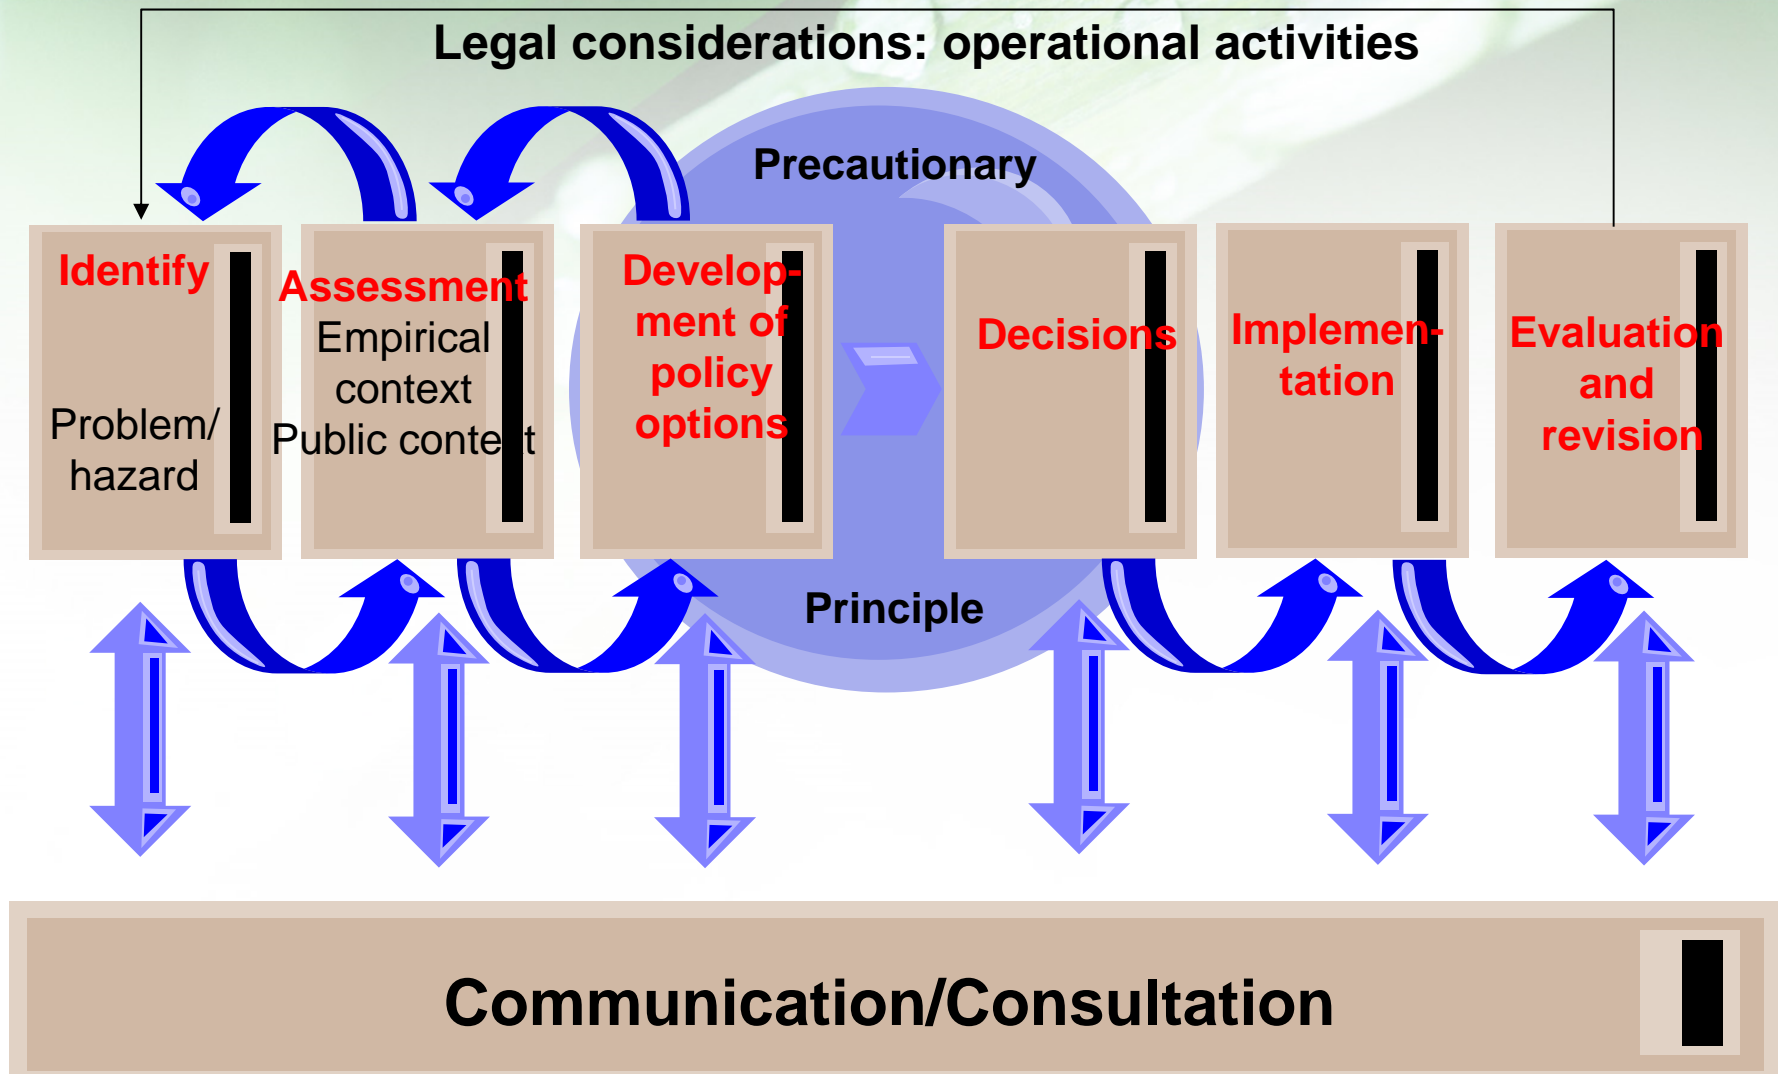 Legal considerations: operational activities
Precautionary
Identify
Problem/
hazard
Assessment
Empirical
context
Public context
Develop-
ment of
policy
options
Decisions
Implemen-
tation
Evaluation
and
revision
Principle
Communication/Consultation